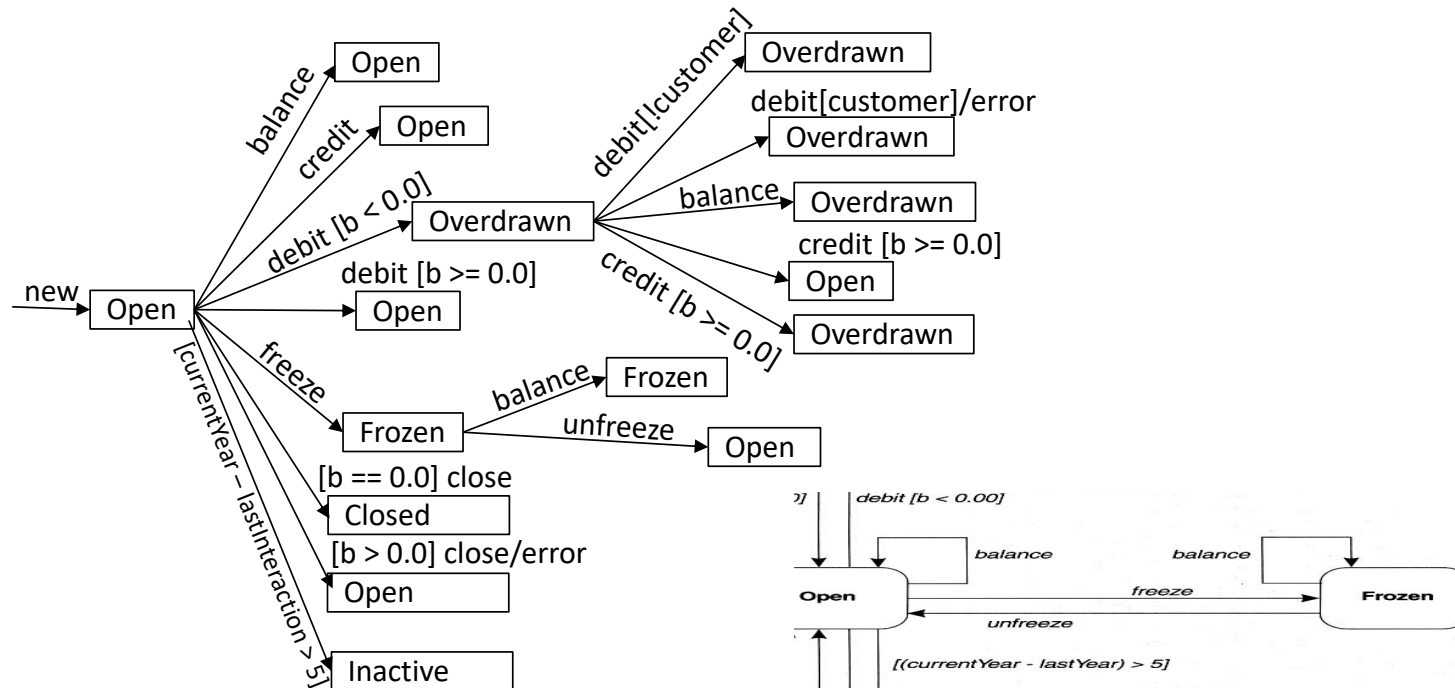 Open
balance
Open
credit
debit [b < 0.0]
Overdrawn
debit [b >= 0.0]
Open
new
Open
freeze
Frozen
balance
Frozen
unfreeze
Open
[b == 0.0] close
Closed
[b > 0.0] close/error
Open
[currentYear – lastInteraction > 5]
Inactive
debit[!customer]
Overdrawn
debit[customer]/error
Overdrawn
balance
Overdrawn
credit [b >= 0.0]
Open
credit [b >= 0.0]
Overdrawn
0]
debit [b < 0.00]
balance
balance
Open
freeze
Frozen
unfreeze
[(currentYear - lastYear) > 5]